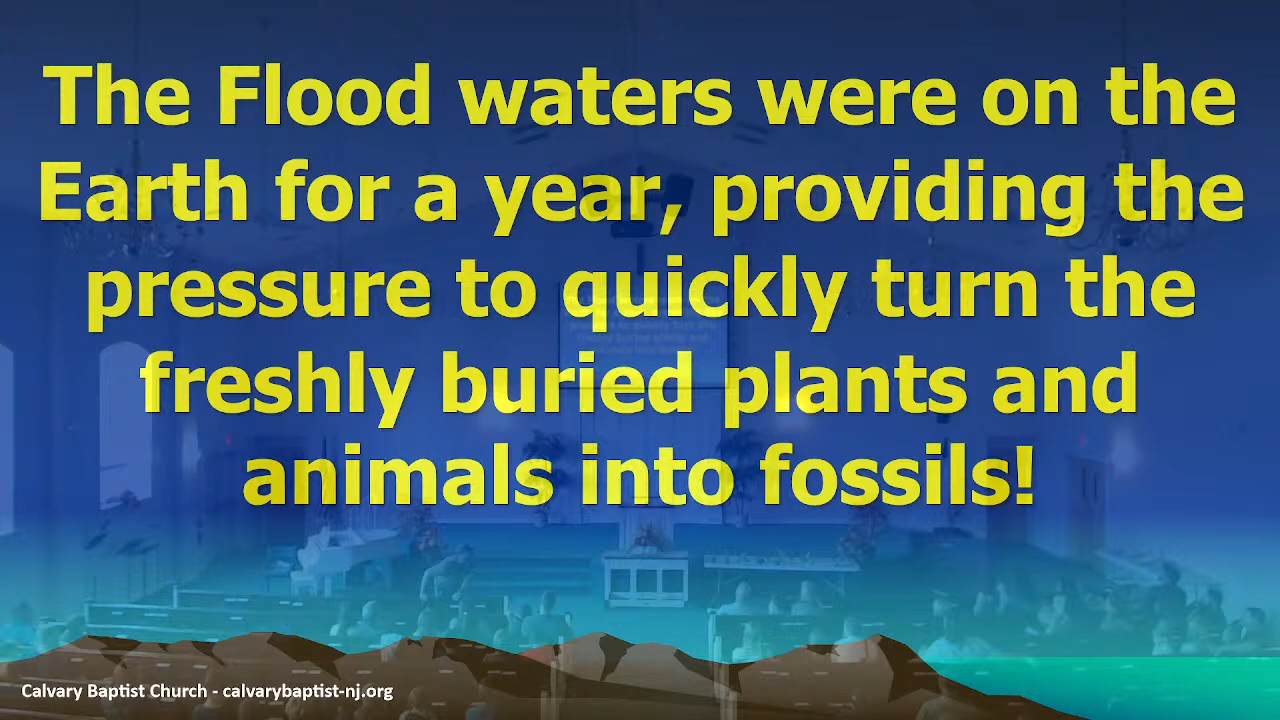 The Flood waters were on the
Earth for a year, providing the
pressure to quickly turn the
freshly buried plants and
animals into fossils!
Calvary Baptist Church - calvarybaptist-nj.org